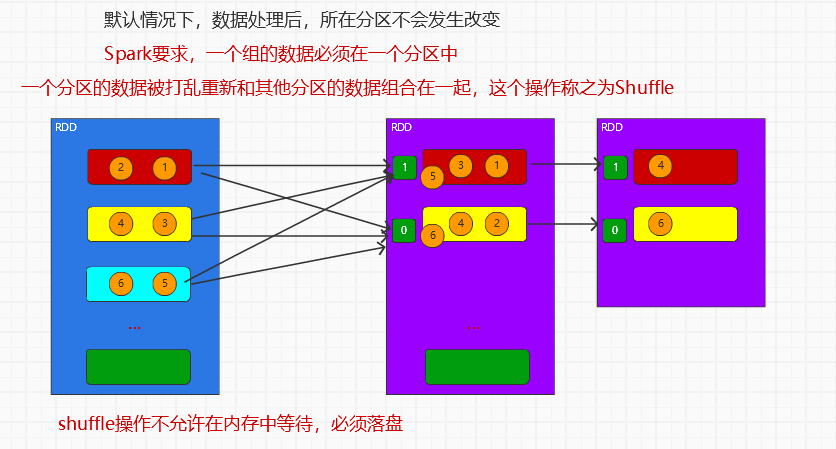 默认情况下，数据处理后，所在分区不会发生改变
Spark要求，一个组的数据必须在一个分区中
一个分区的数据被打乱重新和其他分区的数据组合在一起，这个操作称之为Shuffle
RDD
2 1
4 3
6 5
...
RDD
1 5 3 1
0 6 4 2
...
RDD
1 4
0 6
shuffle操作不允许在内存中等待，必须落盘